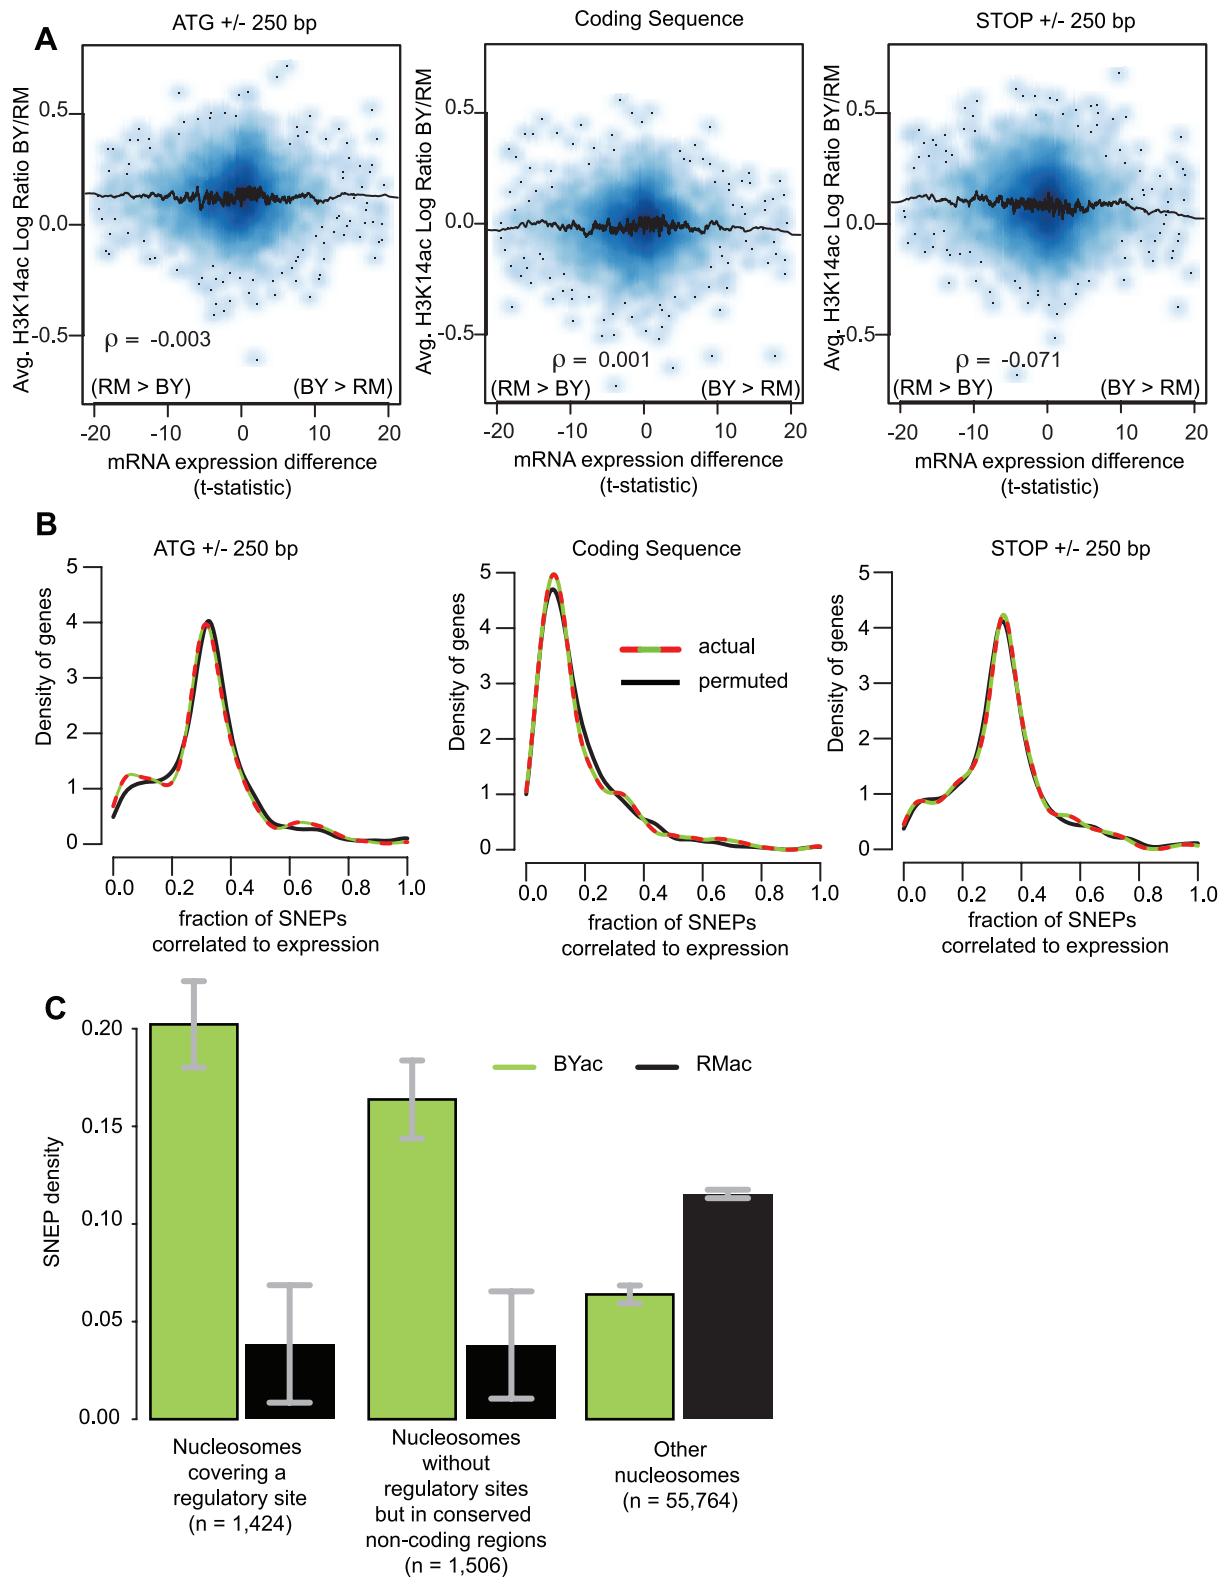 A
ATG +/- 250 bp
Coding Sequence
STOP +/- 250 bp
Avg. H3K14ac Log Ratio BY/RM
0.5
0.0
-0.5
ρ = -0.003
(RM > BY)
(BY > RM)
-20
-10
0
10
20
mRNA expression difference
(t-statistic)
Avg. H3K14ac Log Ratio BY/RM
0.5
0.0
-0.5
ρ = 0.001
(RM > BY)
(BY > RM)
-20
-10
0
10
20
mRNA expression difference
(t-statistic)
Avg. H3K14ac Log Ratio BY/RM
0.5
0.0
-0.5
ρ = -0.071
(RM > BY)
(BY > RM)
-20
-10
0
10
20
mRNA expression difference
(t-statistic)
B
ATG +/- 250 bp
Coding Sequence
STOP +/- 250 bp
Density of genes
5
4
3
2
1
0
0.0
0.2
0.4
0.6
0.8
1.0
fraction of SNEPs
correlated to expression
Density of genes
5
4
3
2
1
0
actual
permuted
0.0
0.2
0.4
0.6
0.8
1.0
fraction of SNEPs
correlated to expression
Density of genes
5
4
3
2
1
0
0.0
0.2
0.4
0.6
0.8
1.0
fraction of SNEPs
correlated to expression
C
SNEP density
0.20
0.15
0.10
0.05
0.00
BYac
RMac
Nucleosomes
covering a
regulatory site
(n = 1,424)
Nucleosomes
without
regulatory sites
but in conserved
non-coding regions
(n = 1,506)
Other
nucleosomes
(n = 55,764)